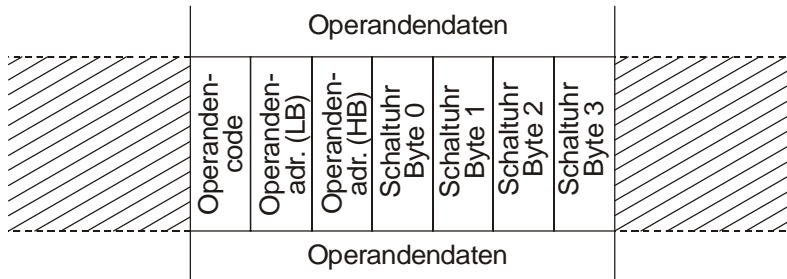 Operandendaten
Operanden-
code
Operanden-
adr. (LB)
Operanden-
adr. (HB)
Schaltuhr
Byte 0
Schaltuhr
Byte 1
Schaltuhr
Byte 2
Schaltuhr
Byte 3
Operandendaten